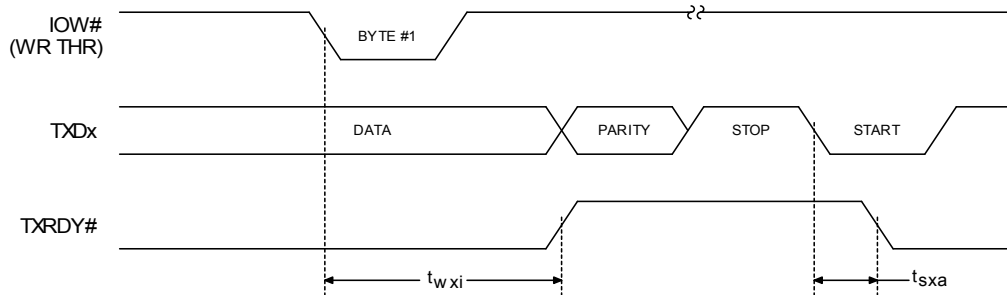 IOW#
(WR THR)
BYTE #1
TXDx
DATA
PARITY
STOP
START
TXRDY#
twxi
tsxa